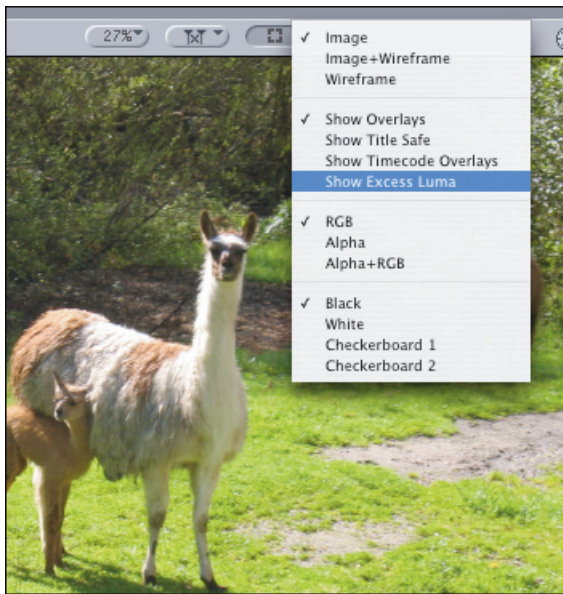 27%
✓ Image
Image+Wireframe
Wireframe
✓ Show Overlays
Show Title Safe
Show Timecode Overlays
Show Excess Luma
✓ RGB
Alpha
Alpha+RGB
✓ Black
White
Checkerboard 1
Checkerboard 2